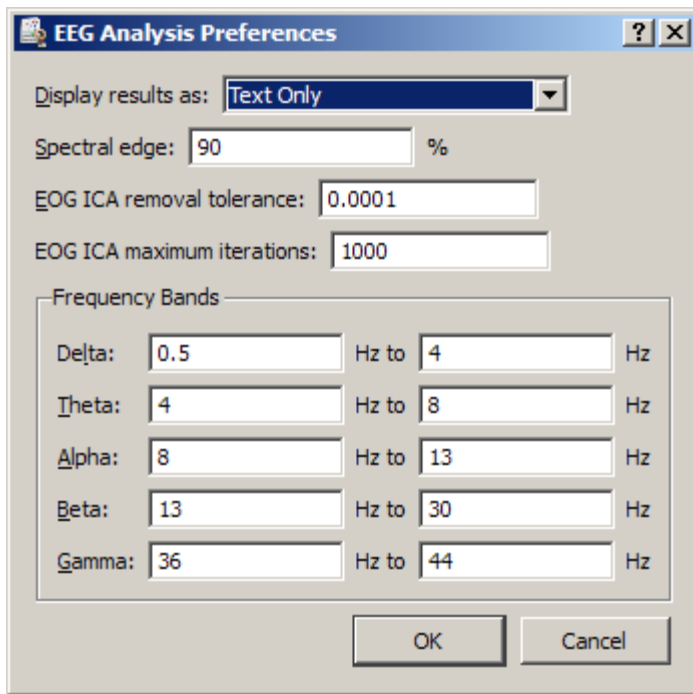 EEG Analysis Preferences ? X
Display results as: Text Only
Spectral edge: 90 %
EOG ICA removal tolerance: 0.0001
EOG ICA maximum iterations: 1000
Frequency Bands
Delta: 0.5 Hz to 4 Hz
Theta: 4 Hz to 8 Hz
Alpha: 8 Hz to 13 Hz
Beta: 13 Hz to 30 Hz
Gamma: 36 Hz to 44 Hz
OK Cancel